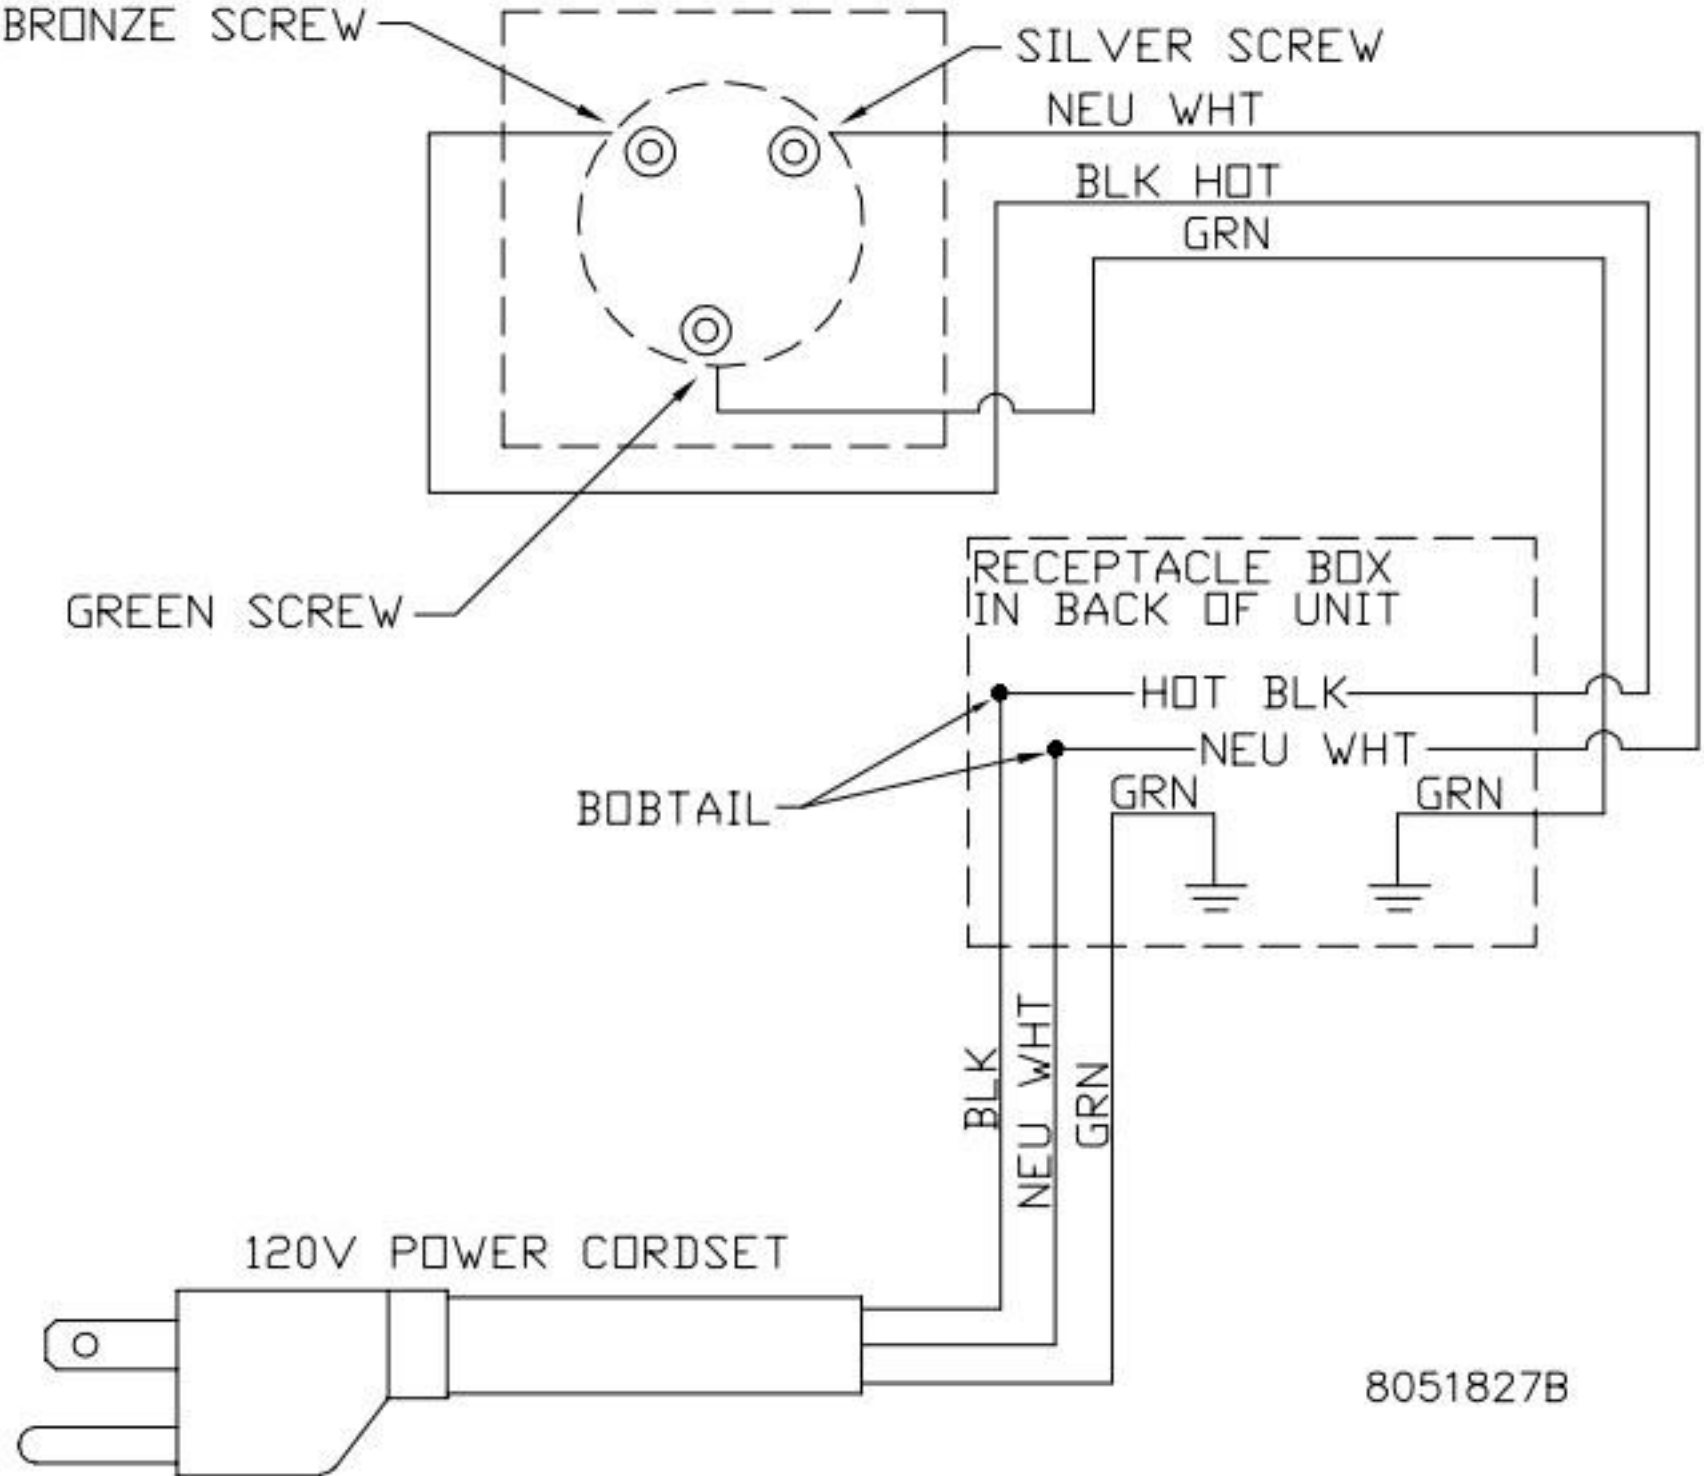 BRONZE SCREW
SILVER SCREW
NEU WHT
BLK HOT
GRN
GREEN SCREW
RECEPTACLE BOX
IN BACK OF UNIT
HOT BLK
NEU WHT
BOBTAIL
GRN
GRN
BLK
NEU WHT
GRN
120V POWER CORDSET
8051827B